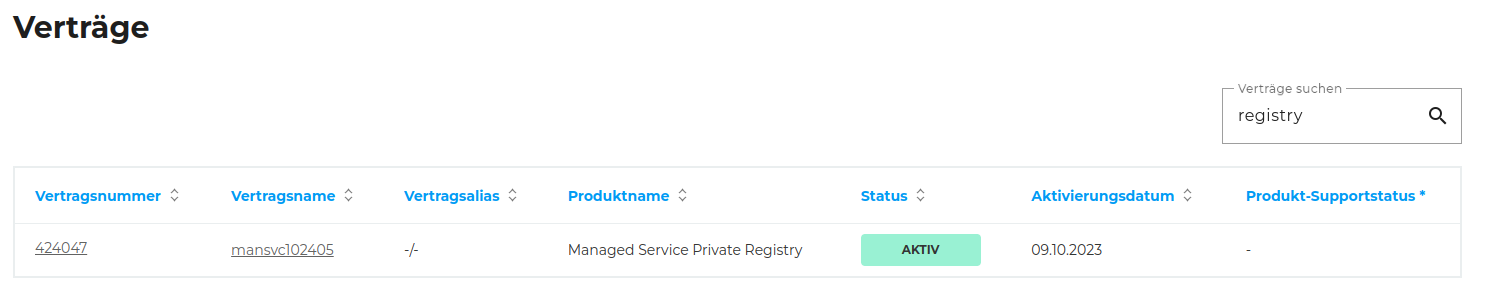 Verträge
Verträge suchen
registry
Vertragsnummer Vertragsname Vertragsalias Produktname Status Aktivierungsdatum Produkt-Supportstatus *
424047 mansvc102405 -/- Managed Service Private Registry AKTIV 09.10.2023 -